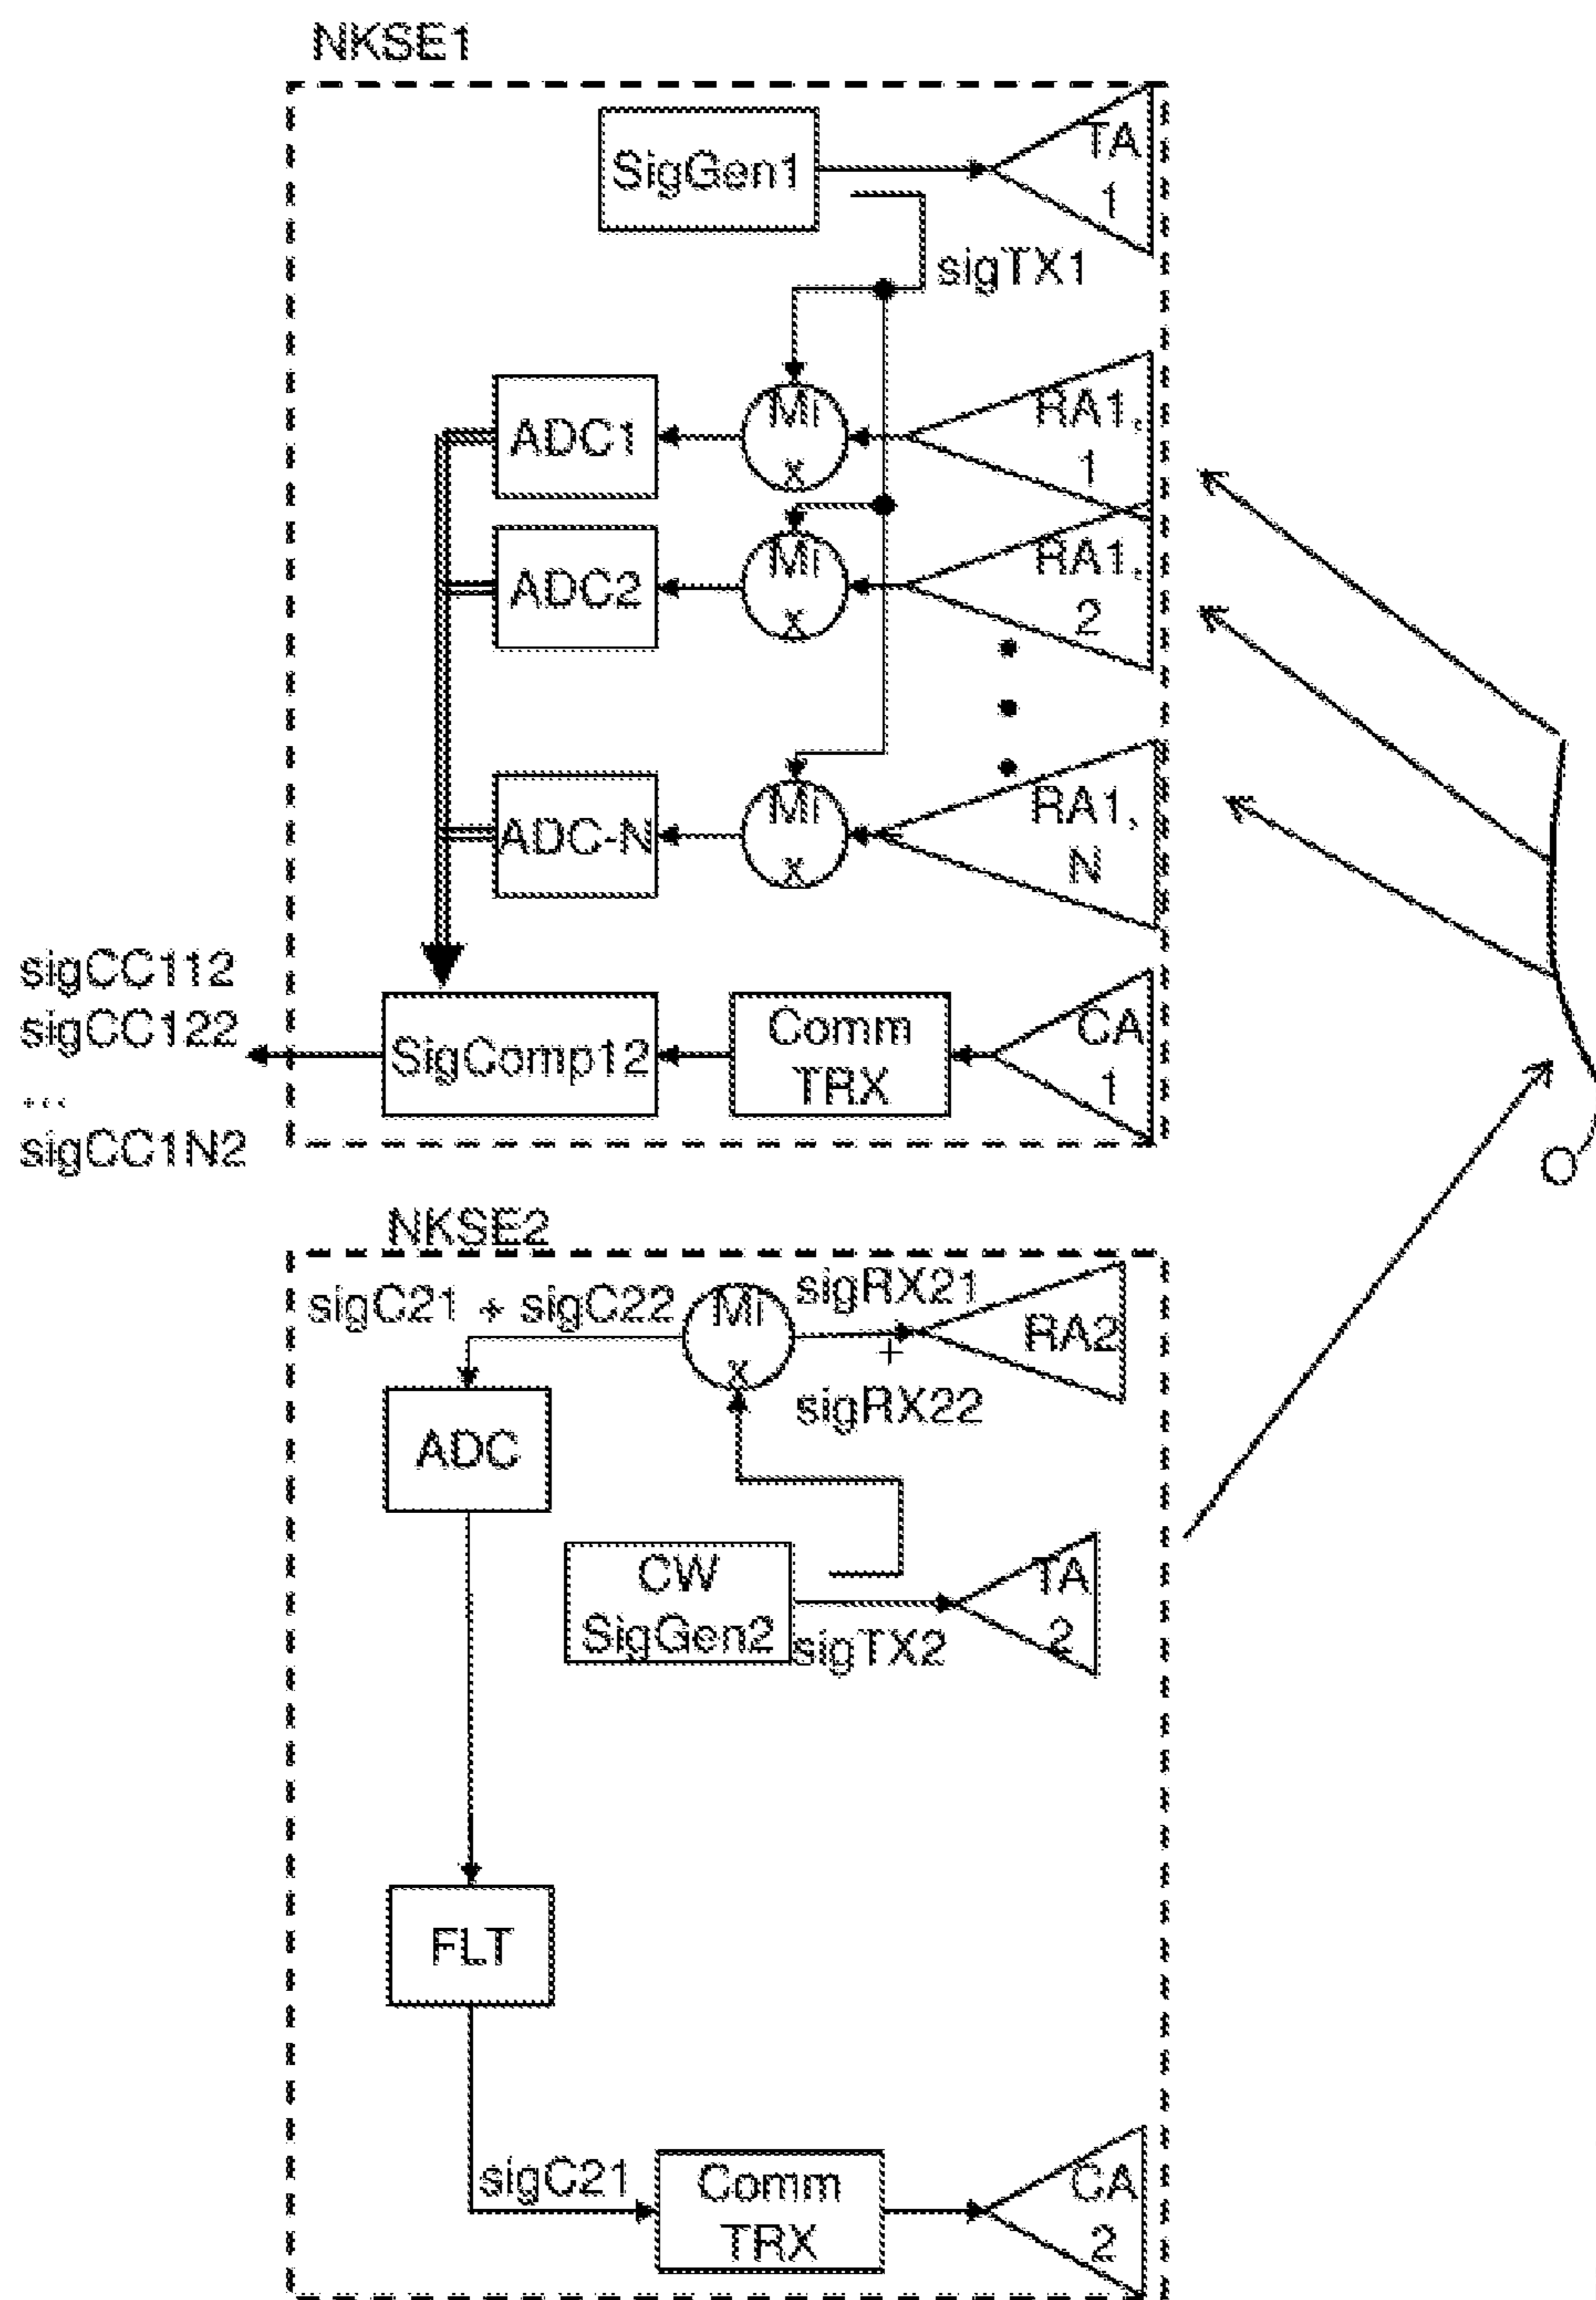 NKSE1
SigGen1
TA
1
sigTX1
ADC1
Mi
x
RA1,
1
ADC2
Mi
x
RA1,
2
ADC-N
Mi
x
RA1,
N
sigCC112
sigCC122
...
sigCC1N2
SigComp12
Comm
TRX
CA
1
O
NKSE2
sigC21 + sigC22
Mi
x
sigRX21
+
sigRX22
RA2
ADC
CW
SigGen2
sigTX2
TA
2
FLT
sigC21
Comm
TRX
CA
2